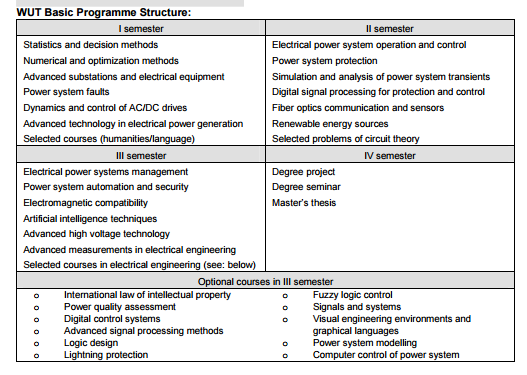 WUT Basic Programme Structure:
I semester
Statistics and decision methods
Numerical and optimization methods
Advanced substations and electrical equipment
Power system faults
Dynamics and control of AC/DC drives
Advanced technology in electrical power generation
Selected courses (humanities/language)
II semester
Electrical power system operation and control
Power system protection
Simulation and analysis of power system transients
Digital signal processing for protection and control
Fiber optics communication and sensors
Renewable energy sources
Selected problems of circuit theory
III semester
Electrical power systems management
Power system automation and security
Electromagnetic compatibility
Artificial intelligence techniques
Advanced high voltage technology
Advanced measurements in electrical engineering
Selected courses in electrical engineering (see: below)
IV semester
Degree project
Degree seminar
Master's thesis
Optional courses in III semester
o International law of intellectual property
o Power quality assessment
o Digital control systems
o Advanced signal processing methods
o Logic design
o Lightning protection
o Fuzzy logic control
o Signals and systems
o Visual engineering environments and
graphical languages
o Power system modelling
o Computer control of power system